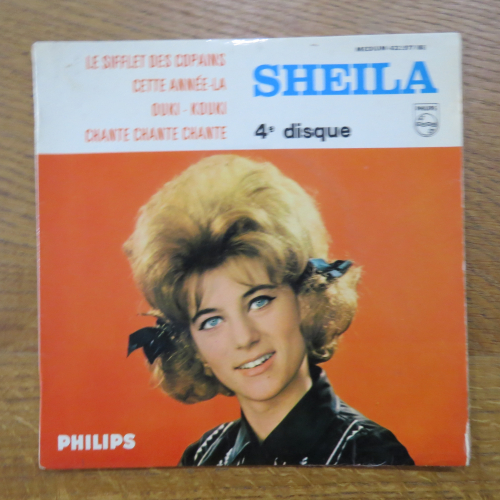 LE SIFFLET DES COPAINS
CETTE ANNÉE-LA
OUKI - KOUKI
CHANTE CHANTE CHANTE
SHEILA
PHILIPS
4e disque
PHILIPS